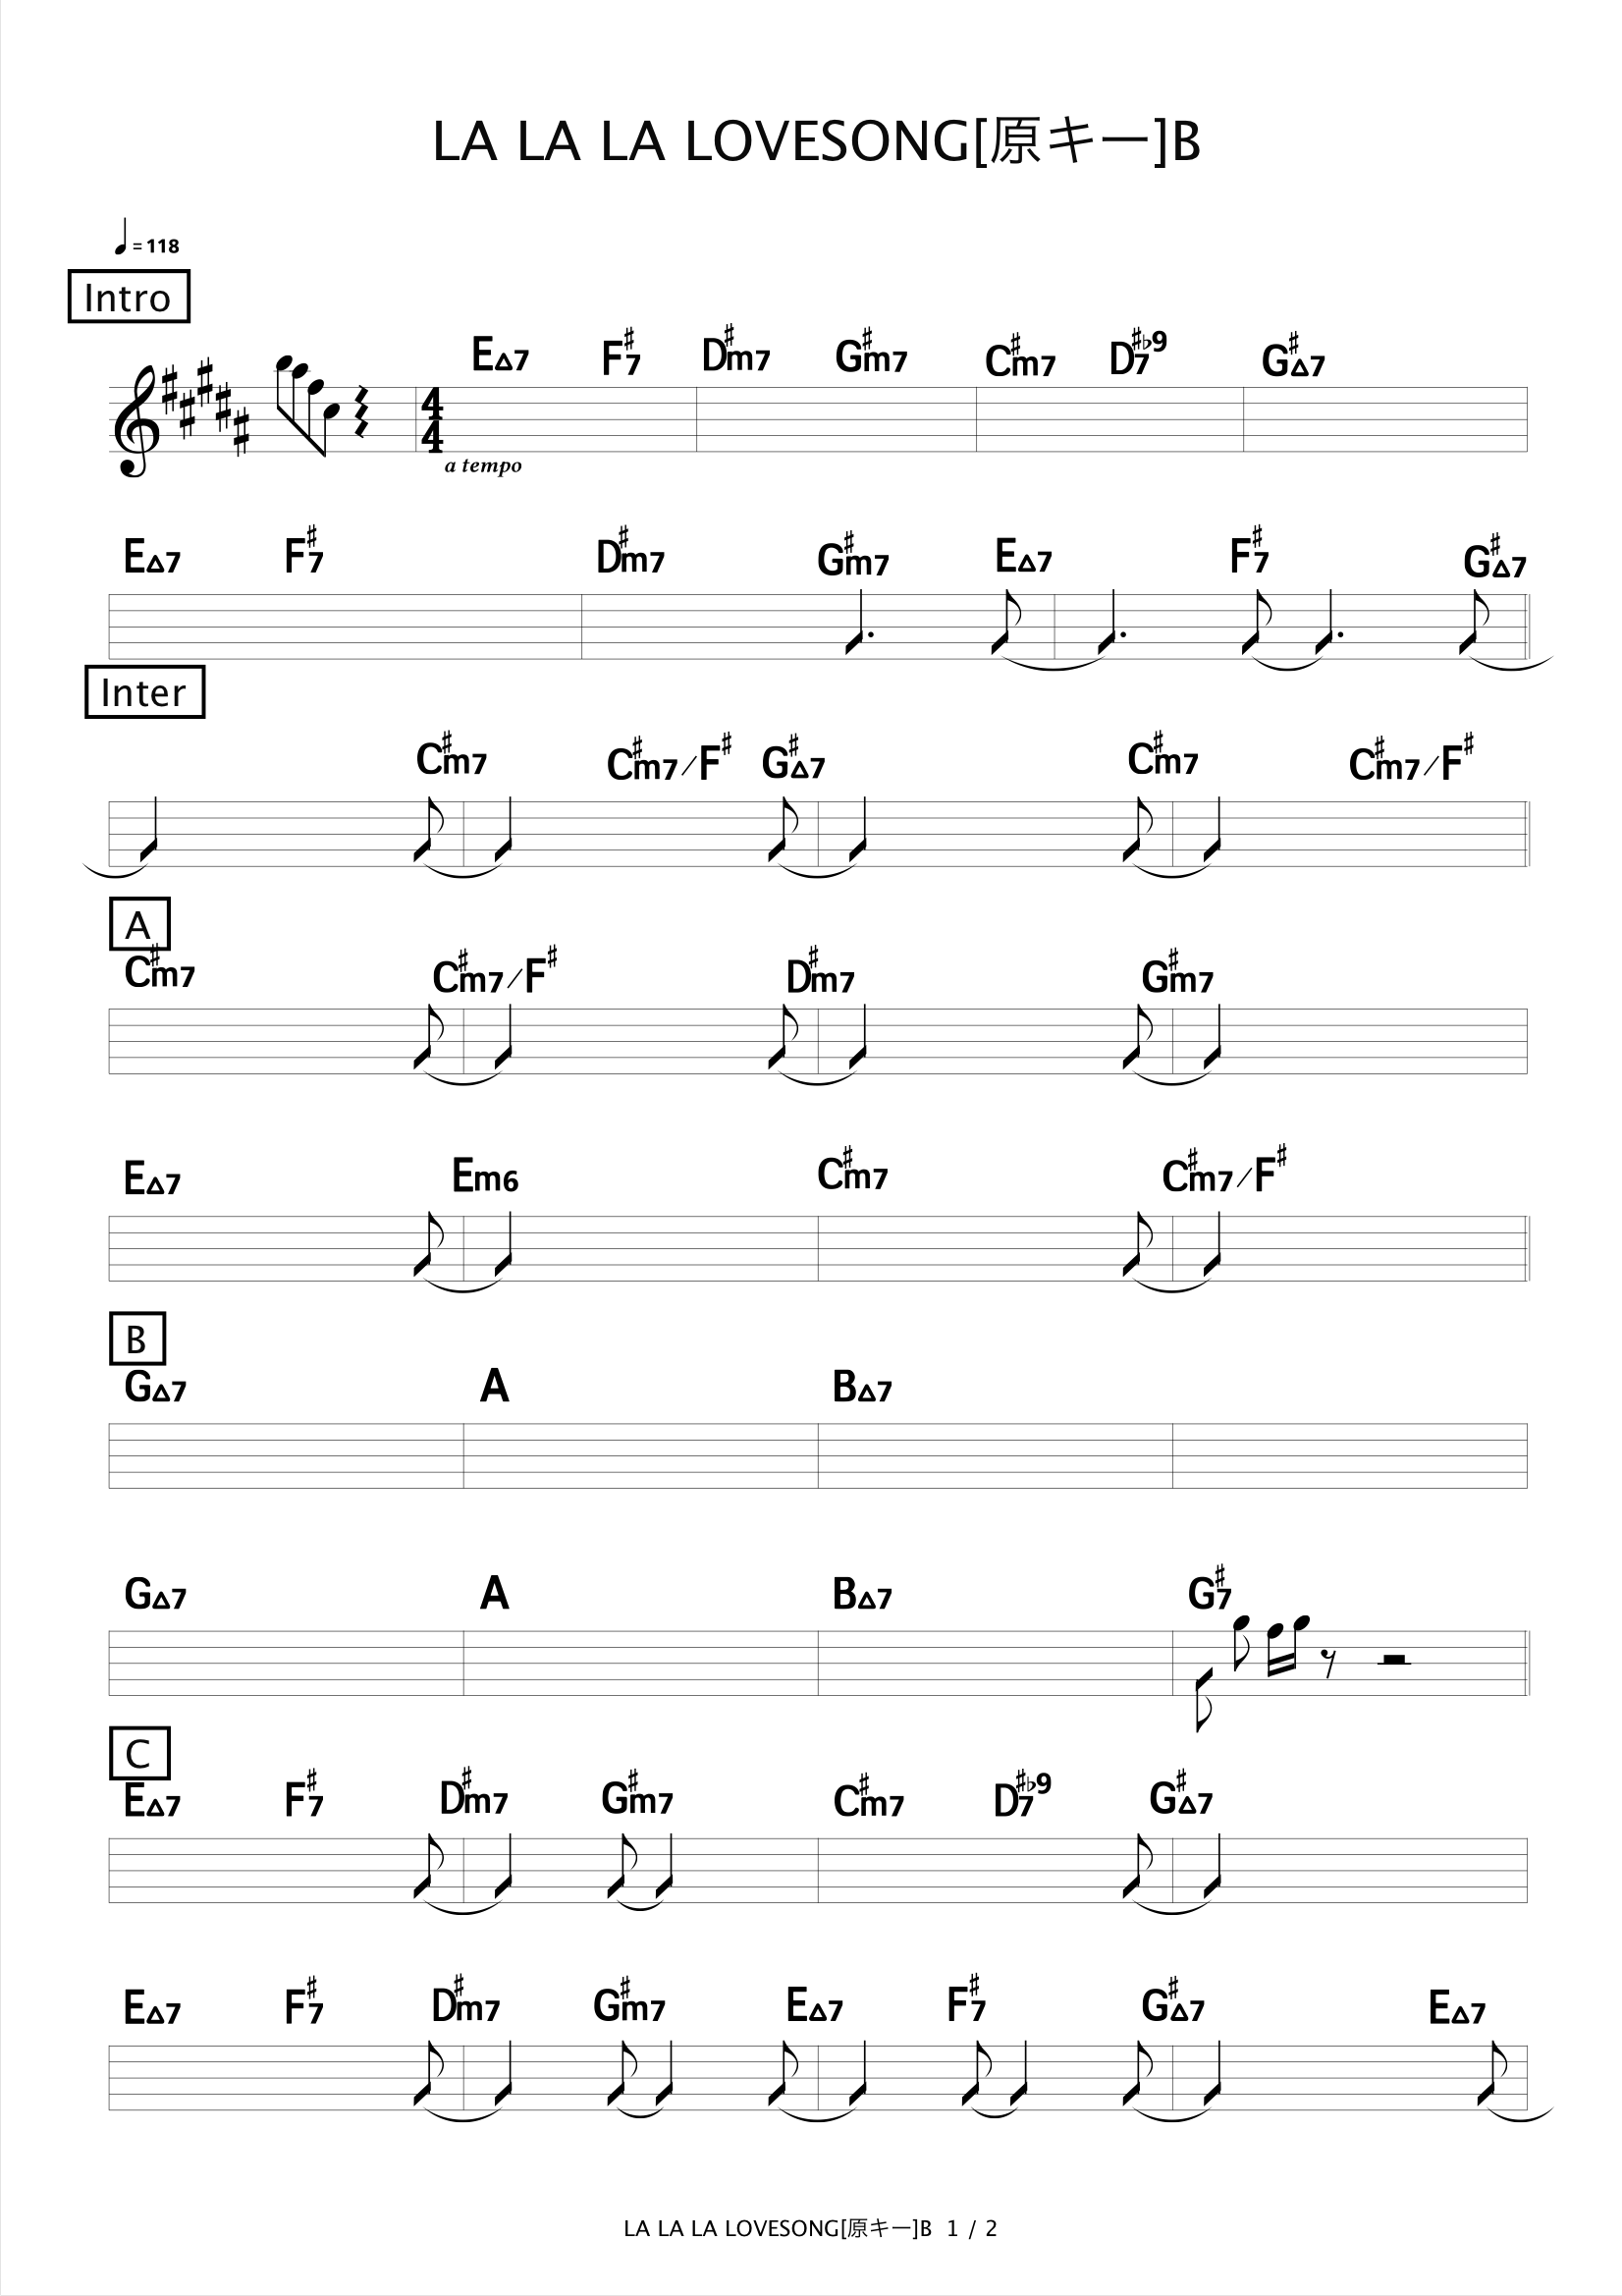 LA LA LA LOVESONG[原キー]B
♩= 118
Intro
E△7 F♯7 D♯m7 G♯m7 C♯m7 D♯7♭9 G♯△7
4/4
a tempo
E△7 F♯7 D♯m7 G♯m7 E△7 F♯7 G♯△7
Inter
C♯m7 C♯m7/F♯ G♯△7 C♯m7 C♯m7/F♯
A
C♯m7 C♯m7/F♯ D♯m7 G♯m7
E△7 Em6 C♯m7 C♯m7/F♯
B
G△7 A B△7
G△7 A B△7 G♯7
C
E△7 F♯7 D♯m7 G♯m7 C♯m7 D♯7♭9 G♯△7
E△7 F♯7 D♯m7 G♯m7 E△7 F♯7 G♯△7 E△7
LA LA LA LOVESONG[原キー]B 1 / 2